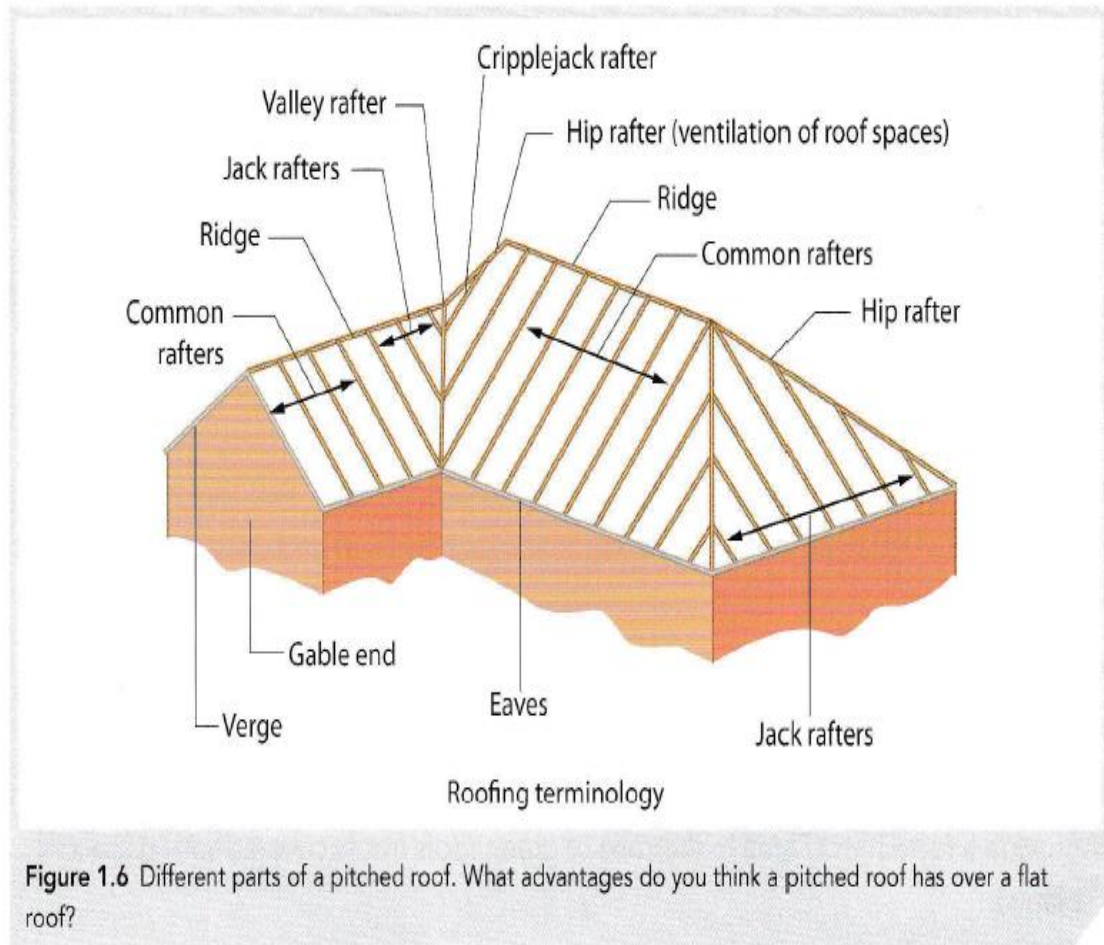 Cripplejack rafter
Valley rafter
Hip rafter (ventilation of roof spaces)
Jack rafters
Ridge
Ridge
Common rafters
Common
rafters
Hip rafter
Gable end
Verge
Eaves
Jack rafters
Roofing terminology
Figure 1.6 Different parts of a pitched roof. What advantages do you think a pitched roof has over a flat
roof?